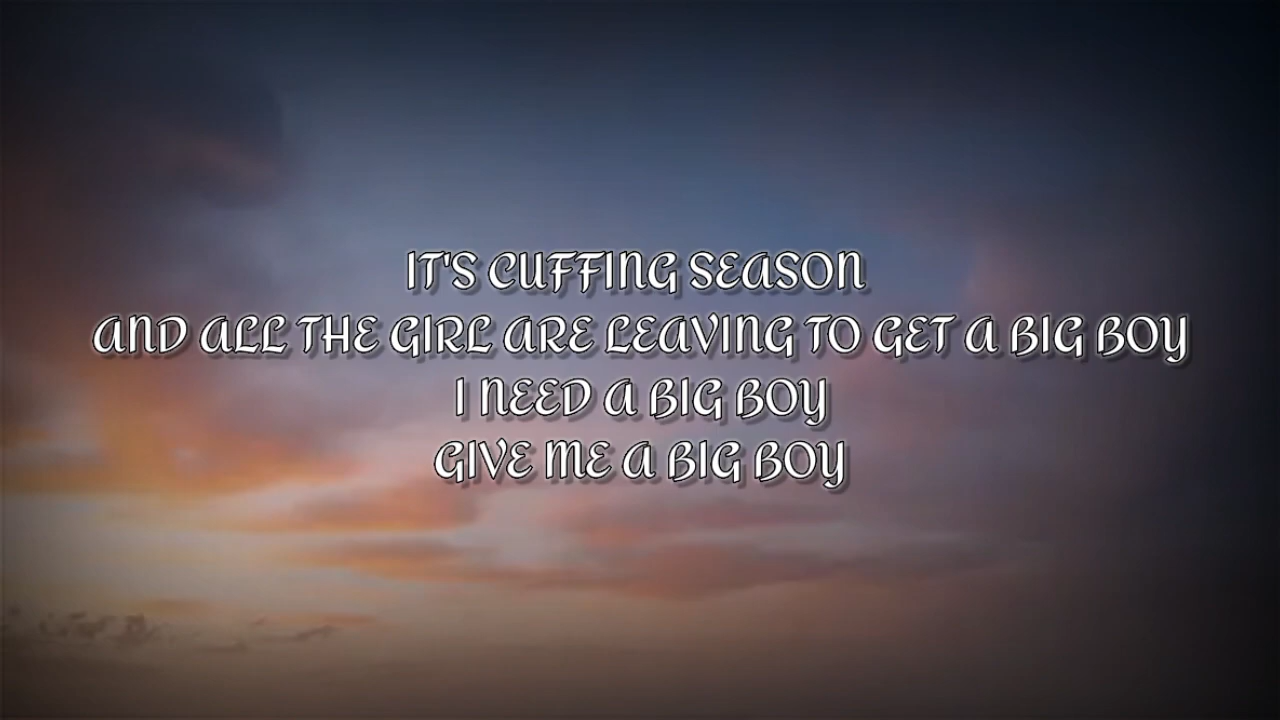 IT'S CUFFING SEASON
AND ALL THE GIRL ARE LEAVING TO GET A BIG BOY
I NEED A BIG BOY
GIVE ME A BIG BOY